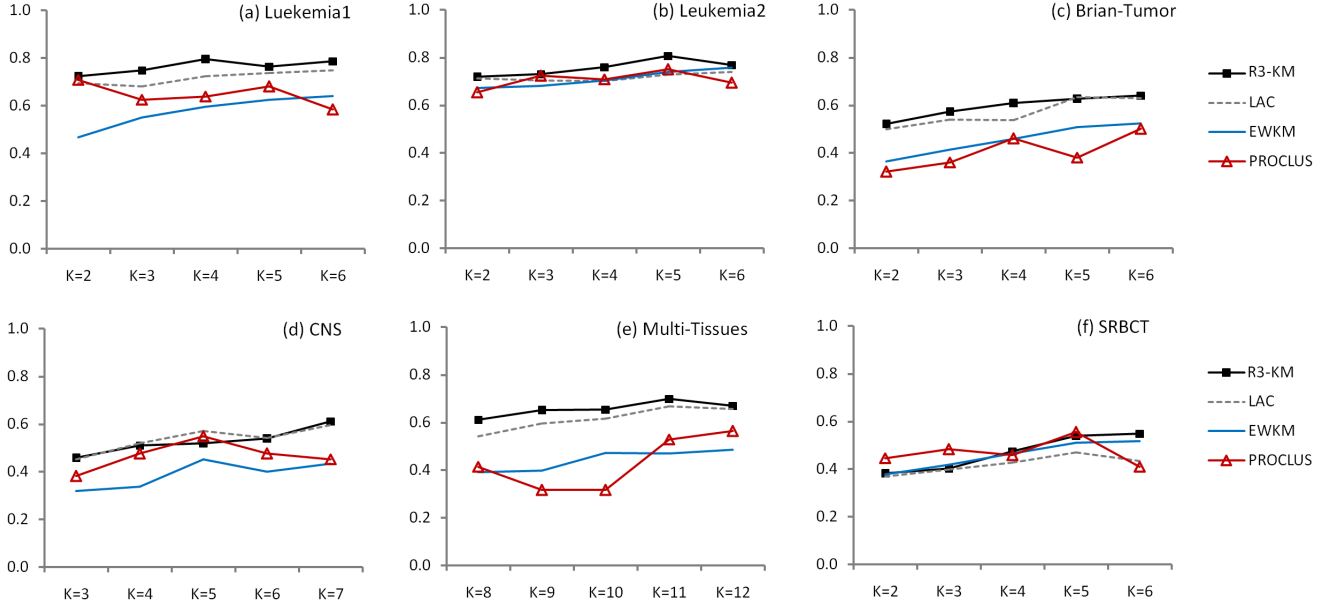 (a) Luekemia1
1.0
0.8
0.6
0.4
0.2
0.0
K=2 K=3 K=4 K=5 K=6
(b) Leukemia2
1.0
0.8
0.6
0.4
0.2
0.0
K=2 K=3 K=4 K=5 K=6
(c) Brian-Tumor
1.0
0.8
0.6
0.4
0.2
0.0
K=2 K=3 K=4 K=5 K=6
R3-KM
LAC
EWKM
PROCLUS
(d) CNS
1.0
0.8
0.6
0.4
0.2
0.0
K=3 K=4 K=5 K=6 K=7
(e) Multi-Tissues
1.0
0.8
0.6
0.4
0.2
0.0
K=8 K=9 K=10 K=11 K=12
(f) SRBCT
1.0
0.8
0.6
0.4
0.2
0.0
K=2 K=3 K=4 K=5 K=6
R3-KM
LAC
EWKM
PROCLUS